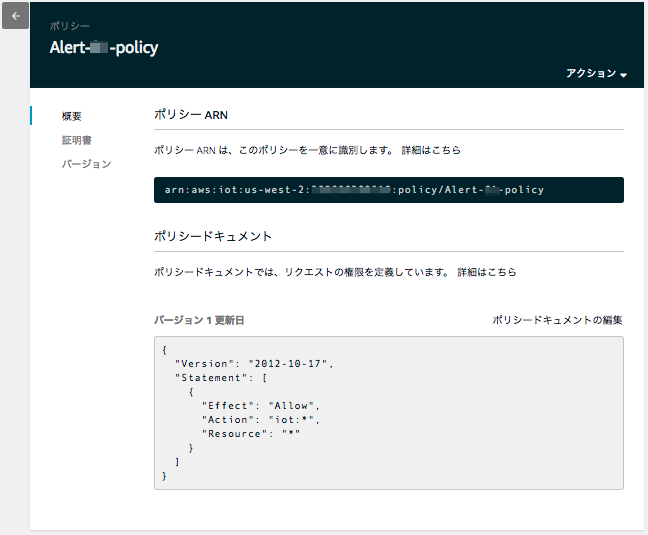 ポリシー
Alert- -policy
アクション
概要
証明書
バージョン
ポリシー ARN
ポリシー ARN は、このポリシーを一意に識別します。 詳細はこちら
arn:aws:iot:us-west-2: :policy/Alert- -policy
ポリシードキュメント
ポリシードキュメントでは、リクエストの権限を定義しています。 詳細はこちら
バージョン 1 更新日 ポリシードキュメントの編集
{
"Version": "2012-10-17",
"Statement": [
{
"Effect": "Allow",
"Action": "iot:*",
"Resource": "*"
}
]
}